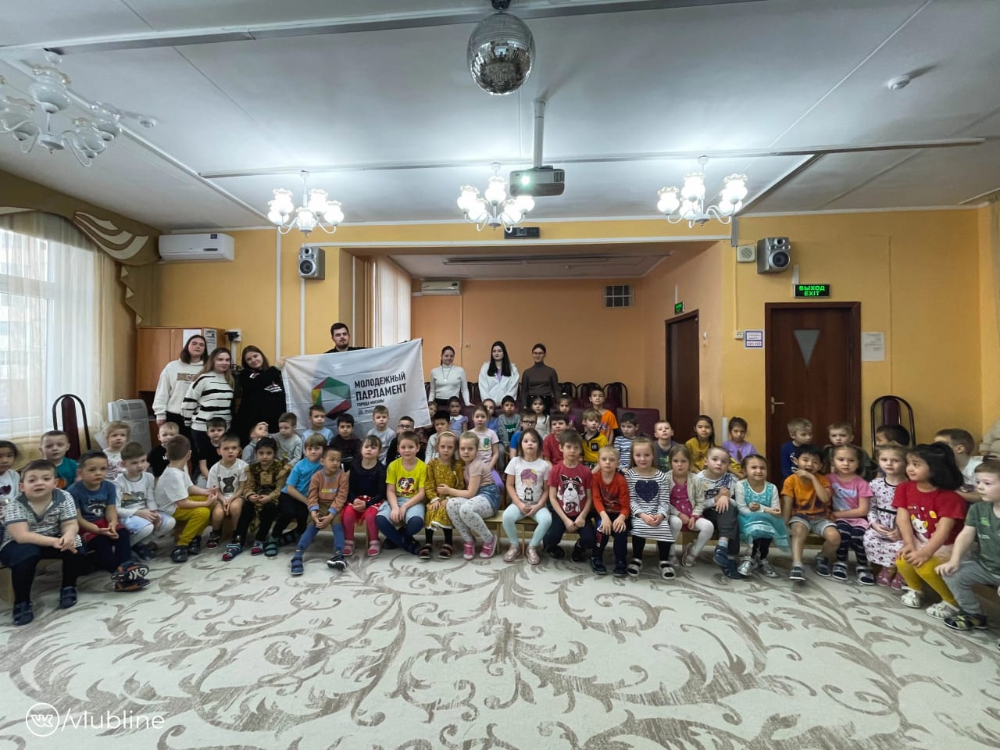 ВЫХОД
EXIT
МОЛОДЕЖНЫЙ
ПАРЛАМЕНТ
ГОРОДА МОСКВЫ
/vlubline